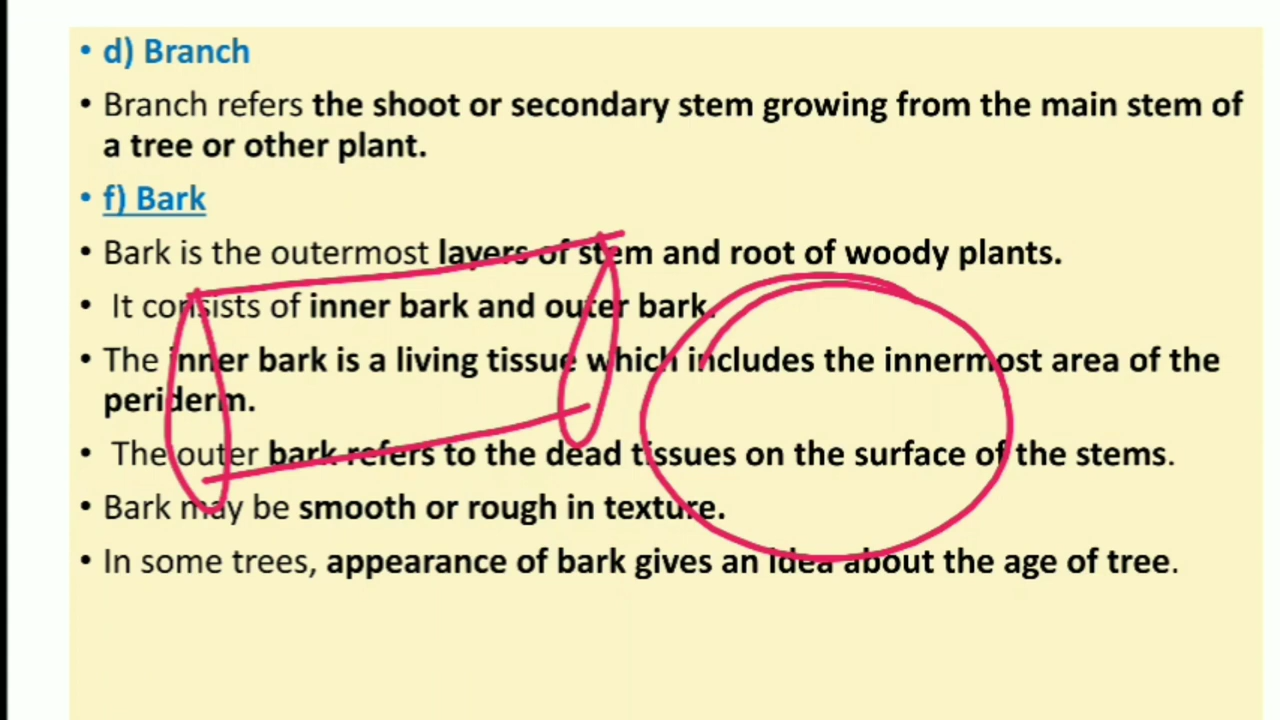 • d) Branch
• Branch refers the shoot or secondary stem growing from the main stem of
a tree or other plant.
• f) Bark
• Bark is the outermost layers of stem and root of woody plants.
• It consists of inner bark and outer bark.
• The inner bark is a living tissue which includes the innermost area of the
periderm.
• The outer bark refers to the dead tissues on the surface of the stems.
• Bark may be smooth or rough in texture.
• In some trees, appearance of bark gives an idea about the age of tree.